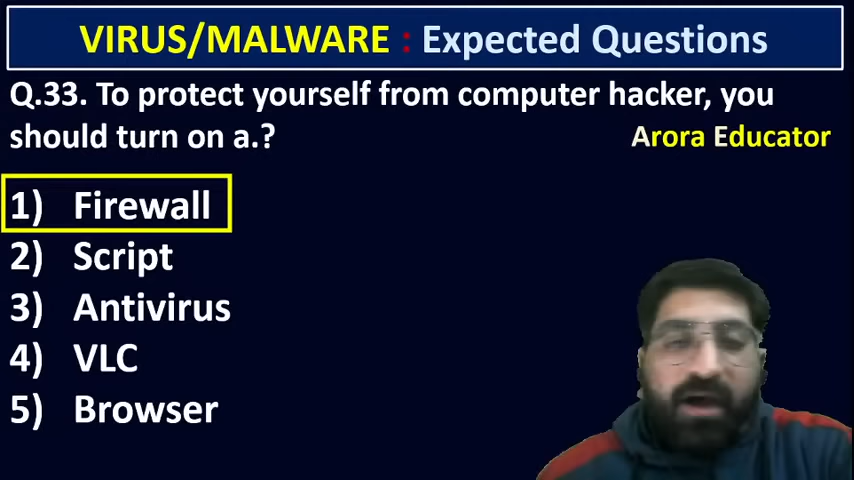 VIRUS/MALWARE : Expected Questions
Q.33. To protect yourself from computer hacker, you
should turn on a.?
Arora Educator
1) Firewall
2) Script
3) Antivirus
4) VLC
5) Browser